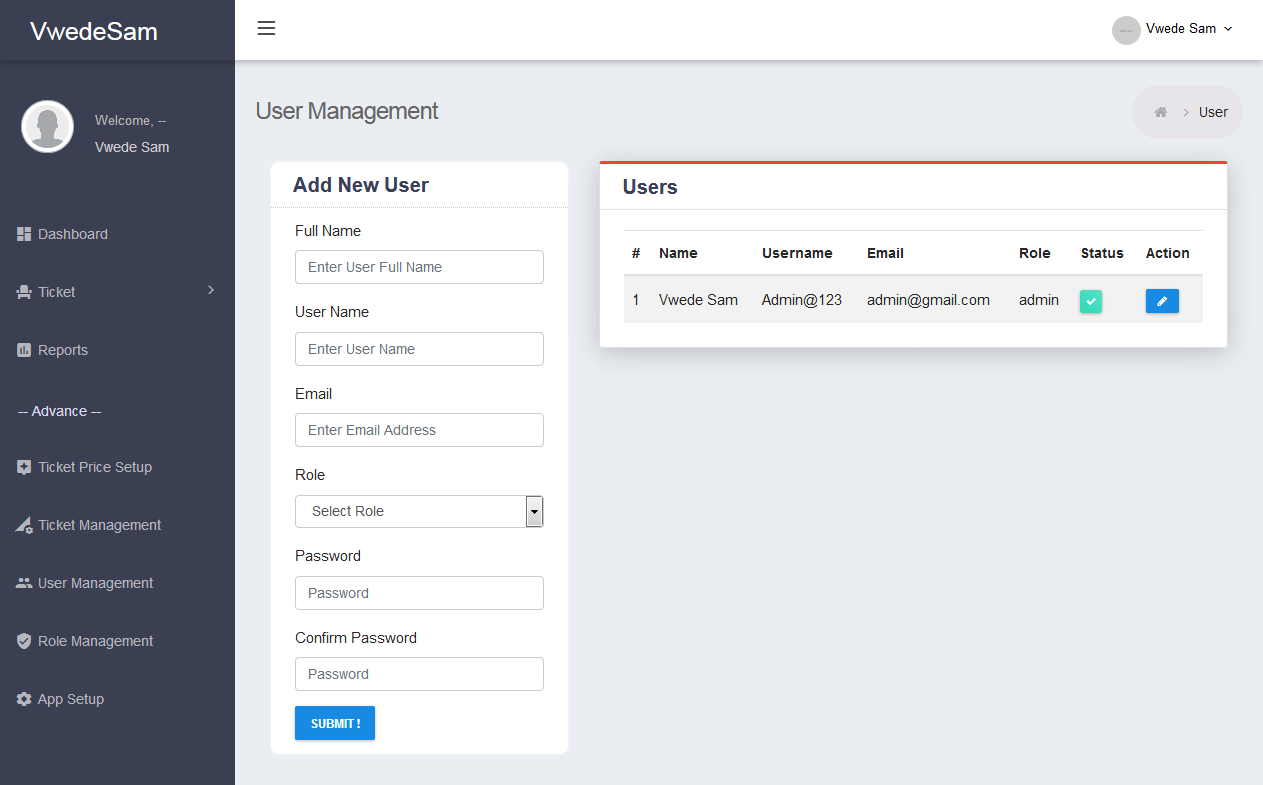 VwedeSam
Vwede Sam
Welcome, --
Vwede Sam
Dashboard
Ticket
Reports
-- Advance --
Ticket Price Setup
Ticket Management
User Management
Role Management
App Setup
User Management
User
Add New User
Full Name
Enter User Full Name
User Name
Enter User Name
Email
Enter Email Address
Role
Select Role
Password
Password
Confirm Password
Password
SUBMIT !
Users
# Name Username Email Role Status Action
1 Vwede Sam Admin@123 admin@gmail.com admin